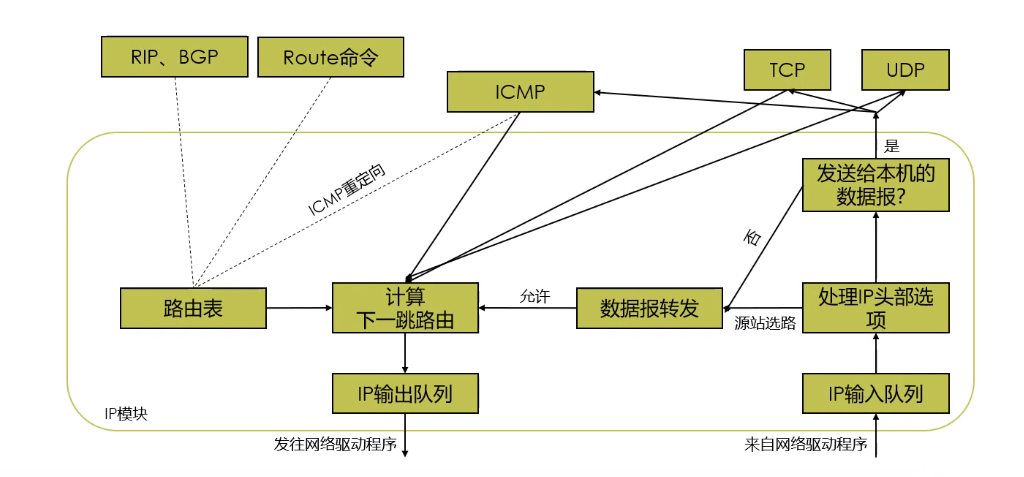 RIP、BGP
Route命令
ICMP
TCP
UDP
是
发送给本机的
数据报？
ICMP重定向
否
路由表
计算
下一跳路由
允许
数据报转发
源站选路
处理IP头部选
项
IP输出队列
IP输入队列
IP模块
发往网络驱动程序
来自网络驱动程序